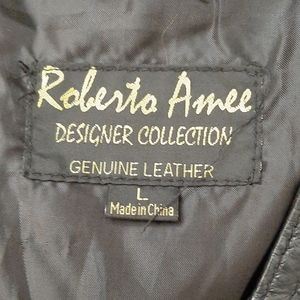 Roberto Amee
DESIGNER COLLECTION
GENUINE LEATHER
L
Made in China